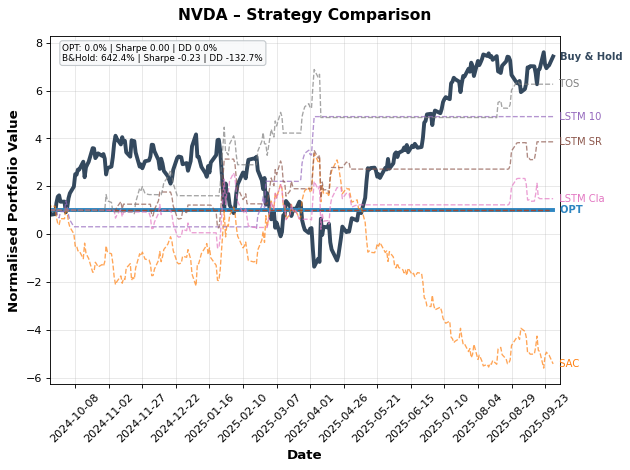 NVDA – Strategy Comparison
OPT: 0.0% | Sharpe 0.00 | DD 0.0%
B&Hold: 642.4% | Sharpe -0.23 | DD -132.7%
Normalised Portfolio Value
8
6
4
2
0
−2
−4
−6
Buy & Hold
TOS
LSTM 10
LSTM SR
LSTM Cla
OPT
SAC
2024-10-08
2024-11-02
2024-11-27
2024-12-22
2025-01-16
2025-02-10
2025-03-07
2025-04-01
2025-04-26
2025-05-21
2025-06-15
2025-07-10
2025-08-04
2025-08-29
2025-09-23
Date